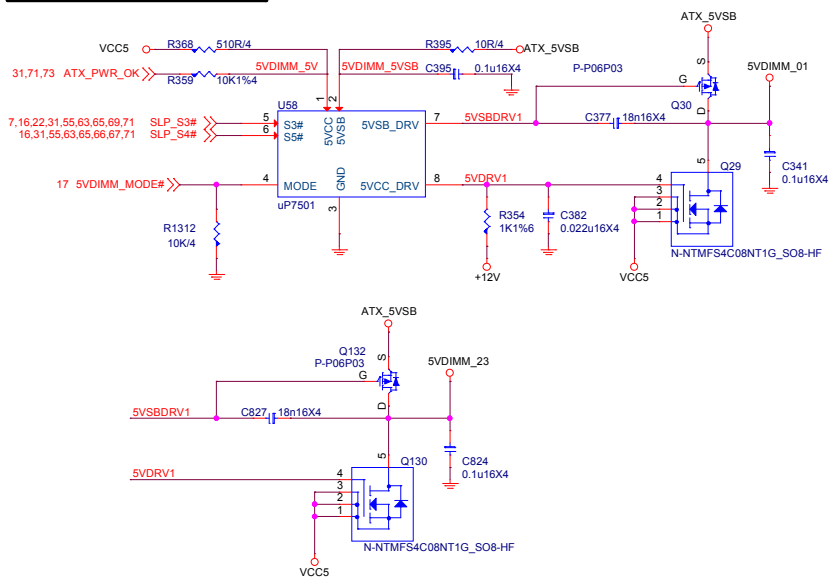 ATX_5VSB
VCC5 R368 510R/4 R395 10R/4 ATX_5VSB
5VDIMM_5V 5VDIMM_5VSB
31,71,73 ATX_PWR_OK R359 10K1%4 C395 0.1u16X4
P-P06P03 S 5VDIMM_01
G
1 2
U58 Q30
7,16,22,31,55,63,65,69,71 SLP_S3# 5 S3# 5VCC 5VSB 5VSB_DRV 7 5VSBDRV1 C377 18n16X4 D
16,31,55,63,65,66,67,71 SLP_S4# 6 S5#
5 Q29 C341
0.1u16X4
17 5VDIMM_MODE# 4 MODE GND 5VCC_DRV 8 5VDRV1 4
3
2
1
uP7501 3
R1312
10K/4
R354
1K1%6
C382
0.022u16X4
N-NTMFS4C08NT1G_SO8-HF
+12V VCC5
ATX_5VSB
Q132 S
P-P06P03 5VDIMM_23
G
D
5VSBDRV1 C827 18n16X4
5 Q130 C824
0.1u16X4
5VDRV1 4
3
2
1
N-NTMFS4C08NT1G_SO8-HF
VCC5